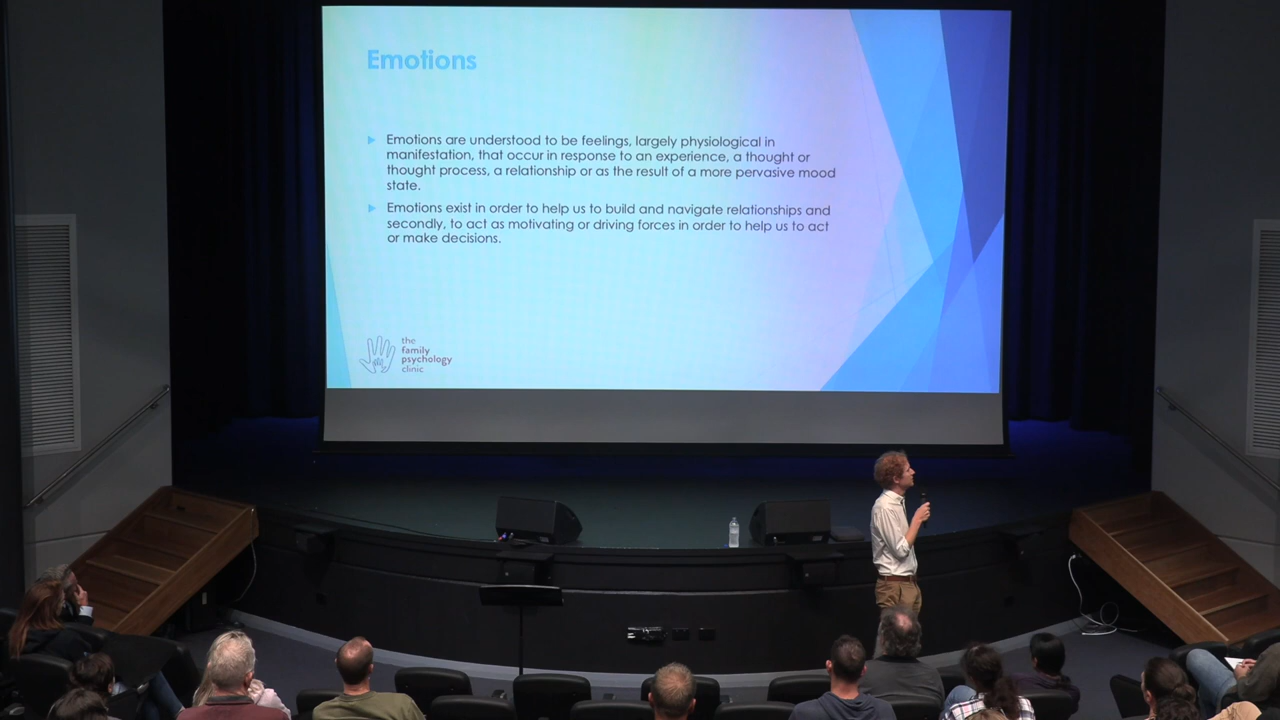 Emotions
Emotions are understood to be feelings, largely physiological in
manifestation, that occur in response to an experience, a thought or
thought process, a relationship or as the result of a more pervasive mood
state.
Emotions exist in order to help us to build and navigate relationships and
secondly, to act as motivating or driving forces in order to help us to act
or make decisions.
the
family
psychology
clinic